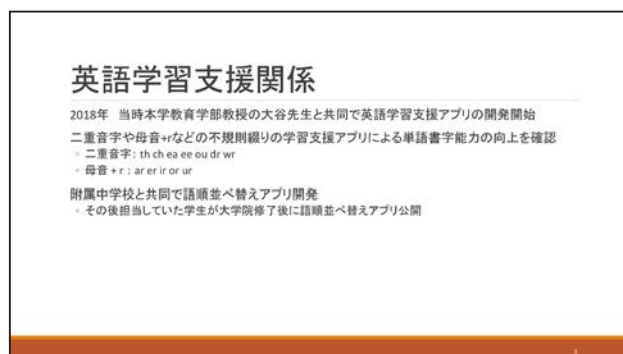 英語学習支援関係
2018年 当時本学教育学部教授の大谷先生と共同で英語学習支援アプリの開発開始
二重音字や母音+rなどの不規則綴りの学習支援アプリによる単語書字能力の向上を確認
◦ 二重音字: th ch ea ee ou dr wr
◦ 母音 + r : ar er ir or ur
附属中学校と共同で語順並べ替えアプリ開発
◦ その後担当していた学生が大学院修了後に語順並べ替えアプリ公開